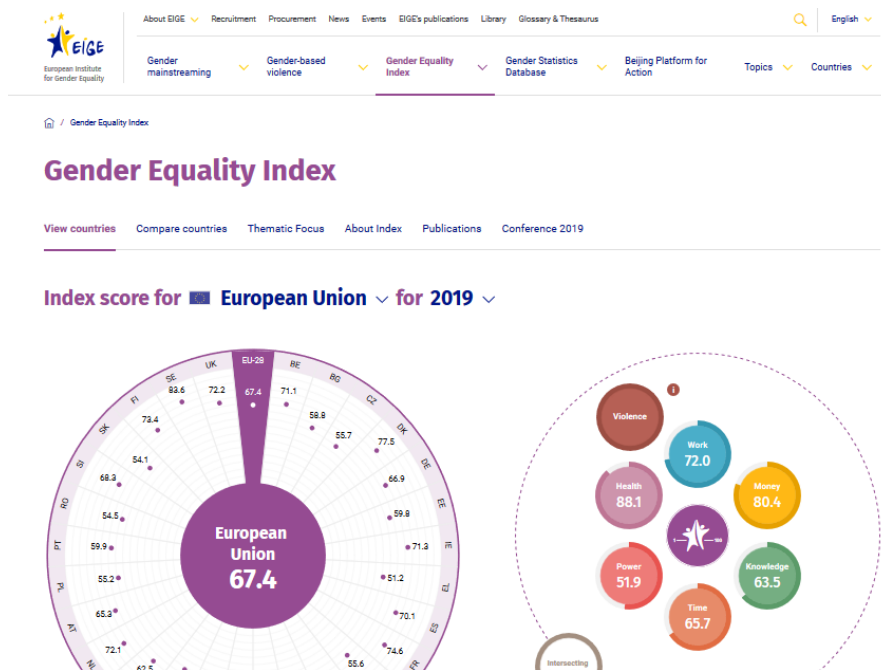 About EIGE Recruitment Procurement News Events EIGE's publications Library Glossary & Thesaurus English
EIGE
European Institute
for Gender Equality
Gender
mainstreaming
Gender-based
violence
Gender Equality
Index
Gender Statistics
Database
Beijing Platform for
Action
Topics
Countries
/ Gender Equality Index
Gender Equality Index
View countries Compare countries Thematic Focus About Index Publications Conference 2019
Index score for European Union for 2019
EU-28
67.4
BE
71.1
BG
58.8
CZ
55.7
DK
77.5
DE
66.9
EE
59.8
IE
71.3
EL
51.2
ES
70.1
FR
74.6
55.6
62.5
NL
72.1
AT
65.3
PL
55.2
PT
59.9
RO
54.5
SI
68.3
SK
54.1
FI
73.4
SE
83.6
UK
72.2
European
Union
67.4
Violence
i
Work
72.0
Money
80.4
Knowledge
63.5
Time
65.7
Power
51.9
Health
88.1
Intersecting